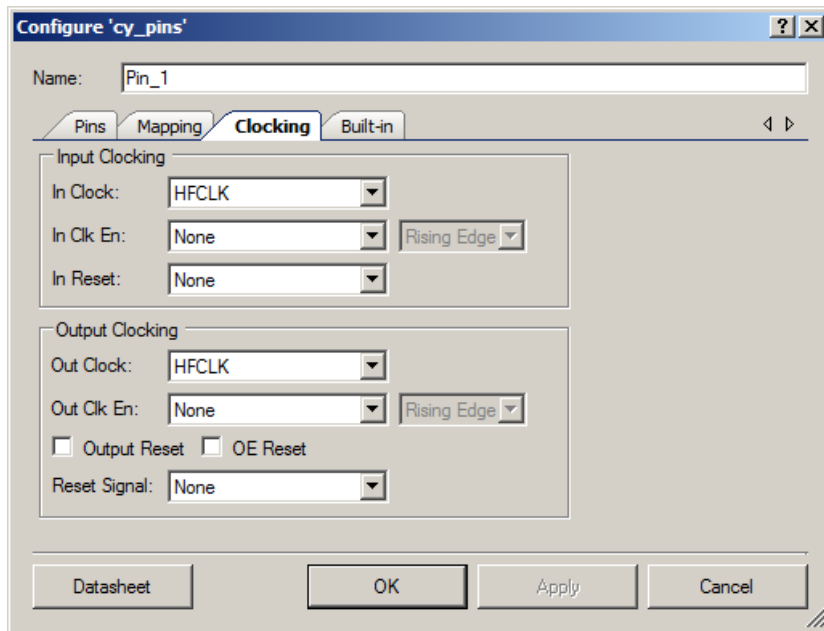 Configure 'cy_pins'
Name: Pin_1
Pins Mapping Clocking Built-in
Input Clocking
In Clock: HFCLK
In Clk En: None Rising Edge
In Reset: None
Output Clocking
Out Clock: HFCLK
Out Clk En: None Rising Edge
Output Reset OE Reset
Reset Signal: None
Datasheet OK Apply Cancel